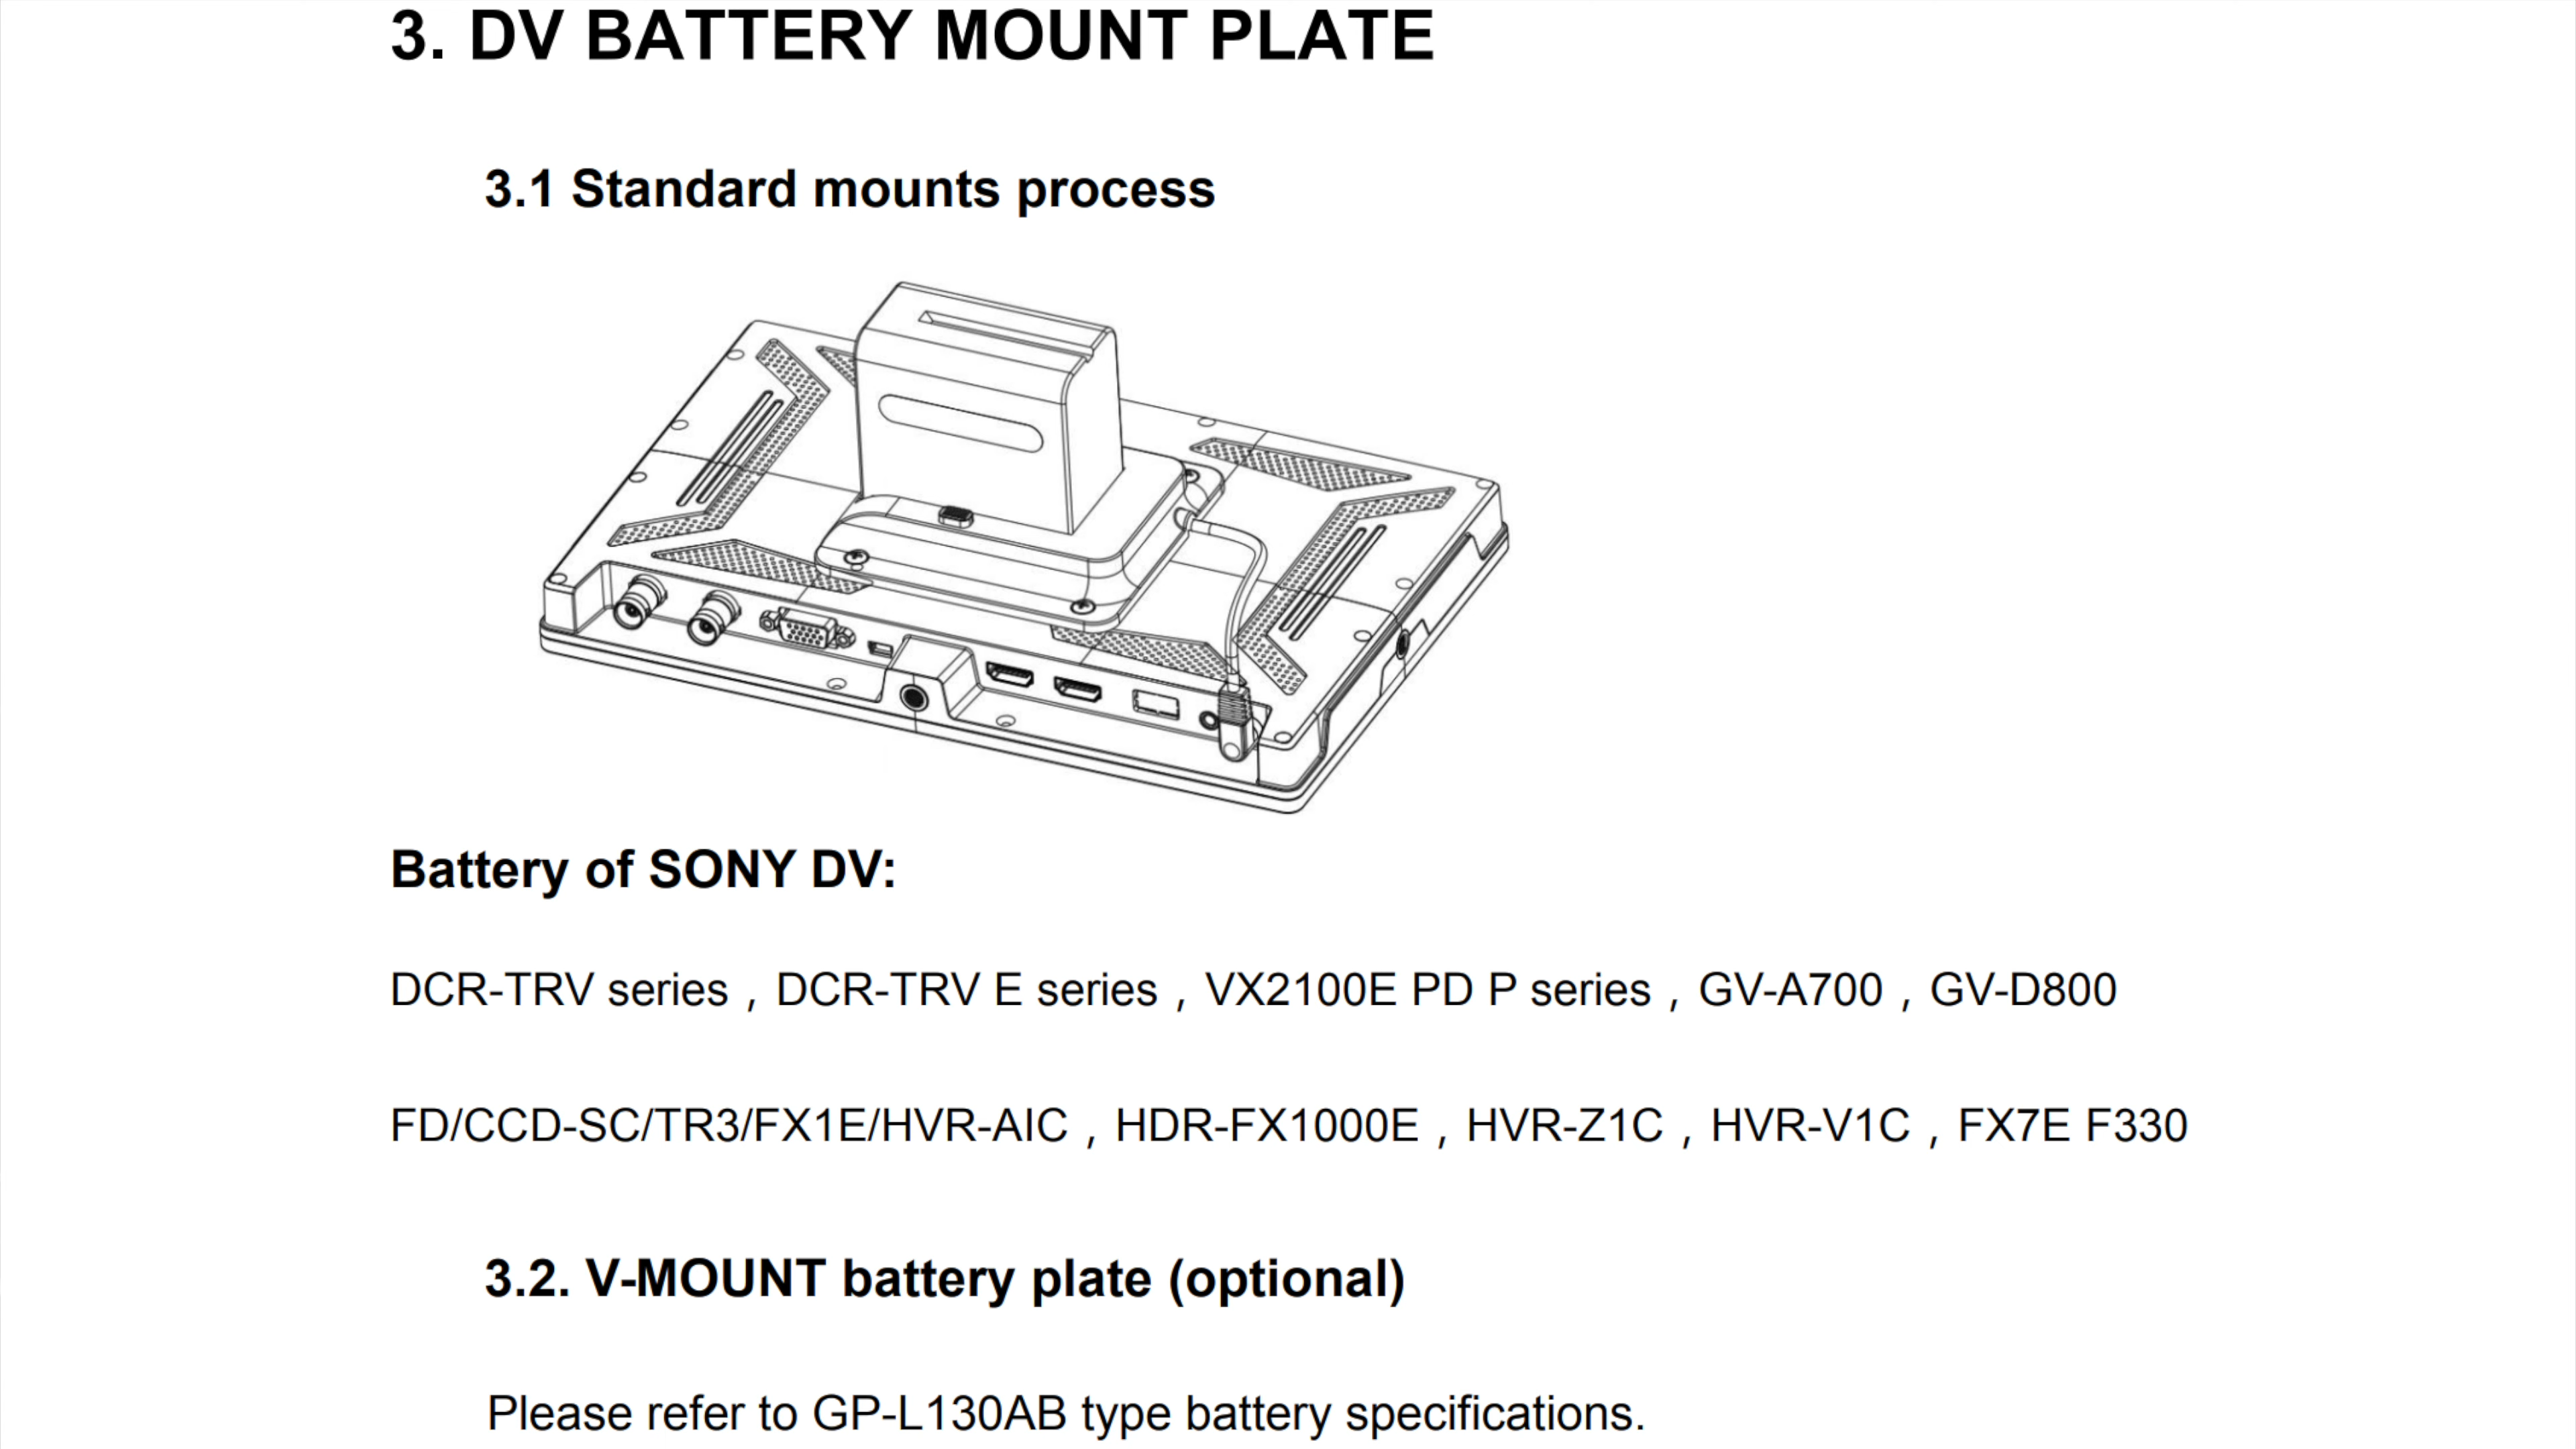 3. DV BATTERY MOUNT PLATE
3.1 Standard mounts process
Battery of SONY DV:
DCR-TRV series , DCR-TRV E series , VX2100E PD P series , GV-A700 , GV-D800
FD/CCD-SC/TR3/FX1E/HVR-AIC , HDR-FX1000E , HVR-Z1C , HVR-V1C , FX7E F330
3.2. V-MOUNT battery plate (optional)
Please refer to GP-L130AB type battery specifications.